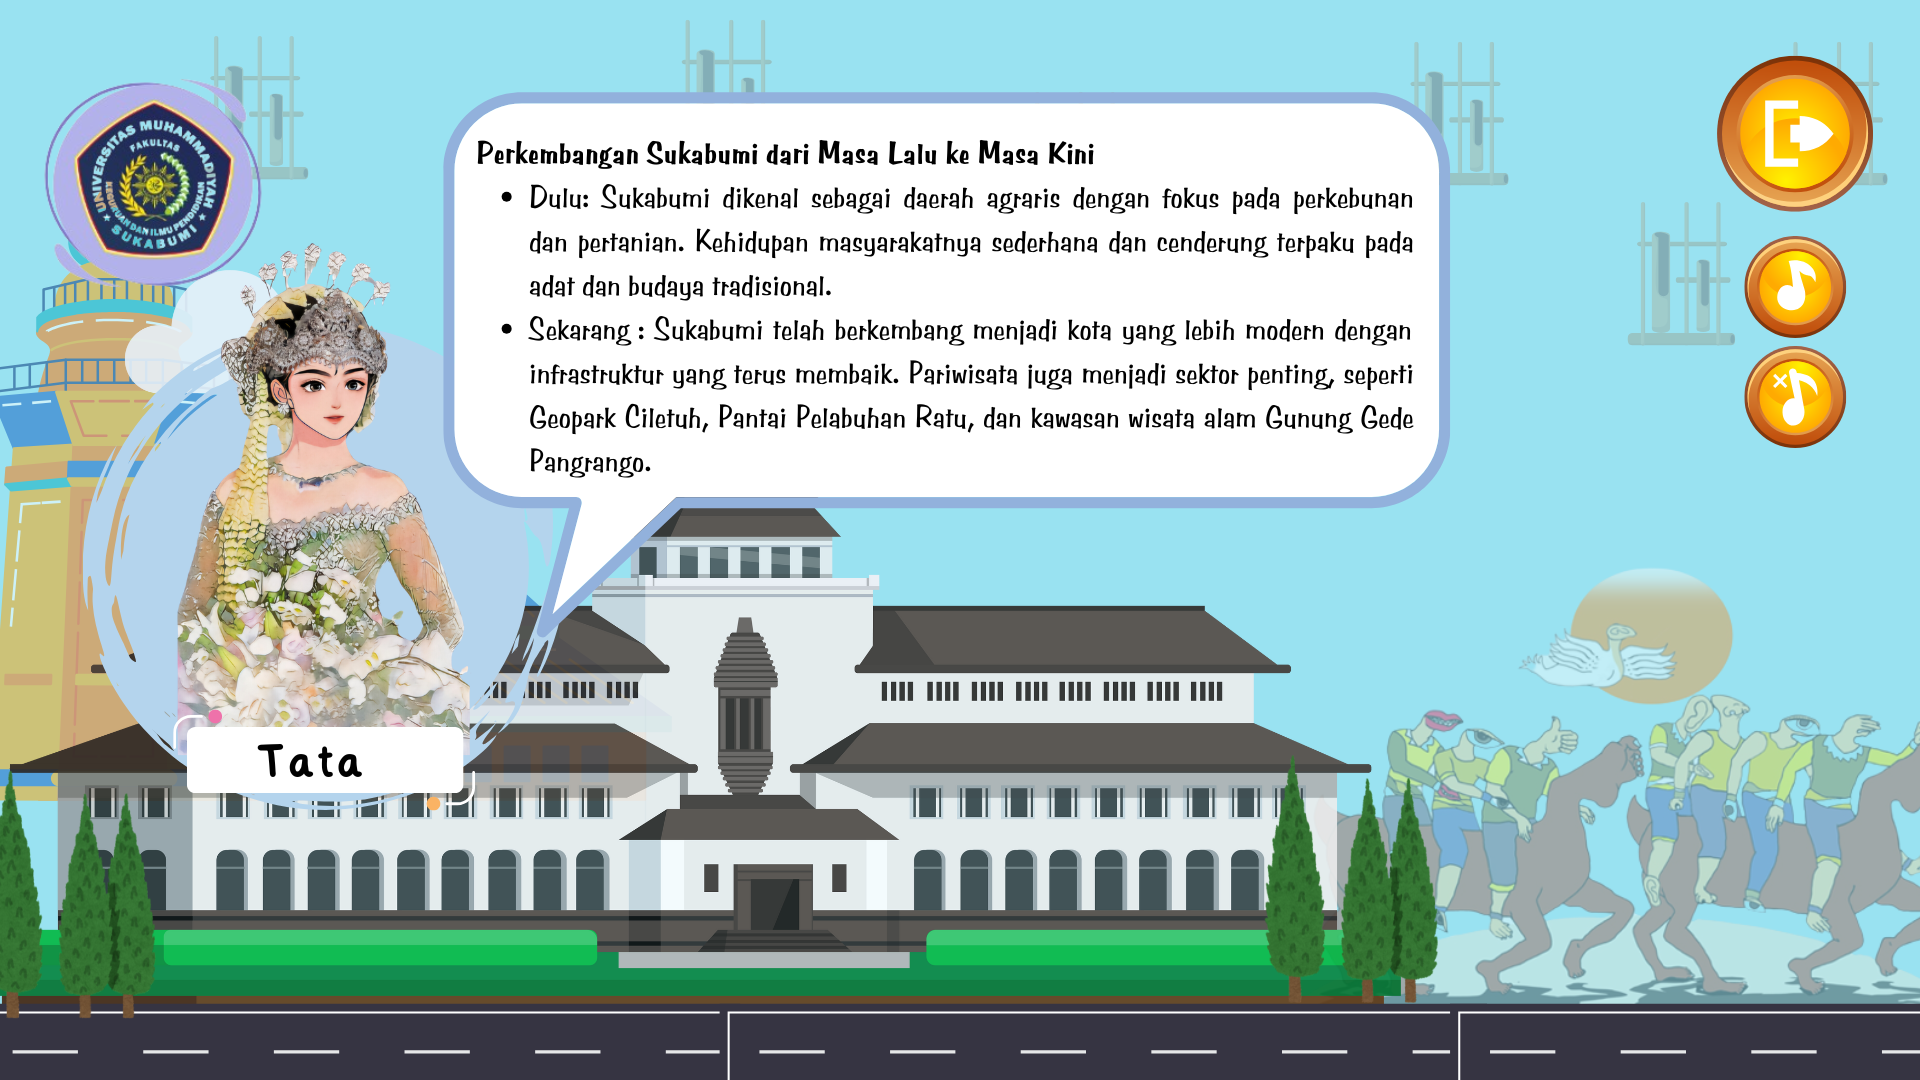 UNIVERSITAS MUHAMMADIYAH
FAKULTAS
KEGURUAN DAN ILMU PENDIDIKAN
SUKABUMI
Perkembangan Sukabumi dari Masa Lalu ke Masa Kini
• Dulu: Sukabumi dikenal sebagai daerah agraris dengan fokus pada perkebunan
dan pertanian. Kehidupan masyarakatnya sederhana dan cenderung terpaku pada
adat dan budaya tradisional.
• Sekarang : Sukabumi telah berkembang menjadi kota yang lebih modern dengan
infrastruktur yang terus membaik. Pariwisata juga menjadi sektor penting, seperti
Geopark Ciletuh, Pantai Pelabuhan Ratu, dan kawasan wisata alam Gunung Gede
Pangrango.
Tata